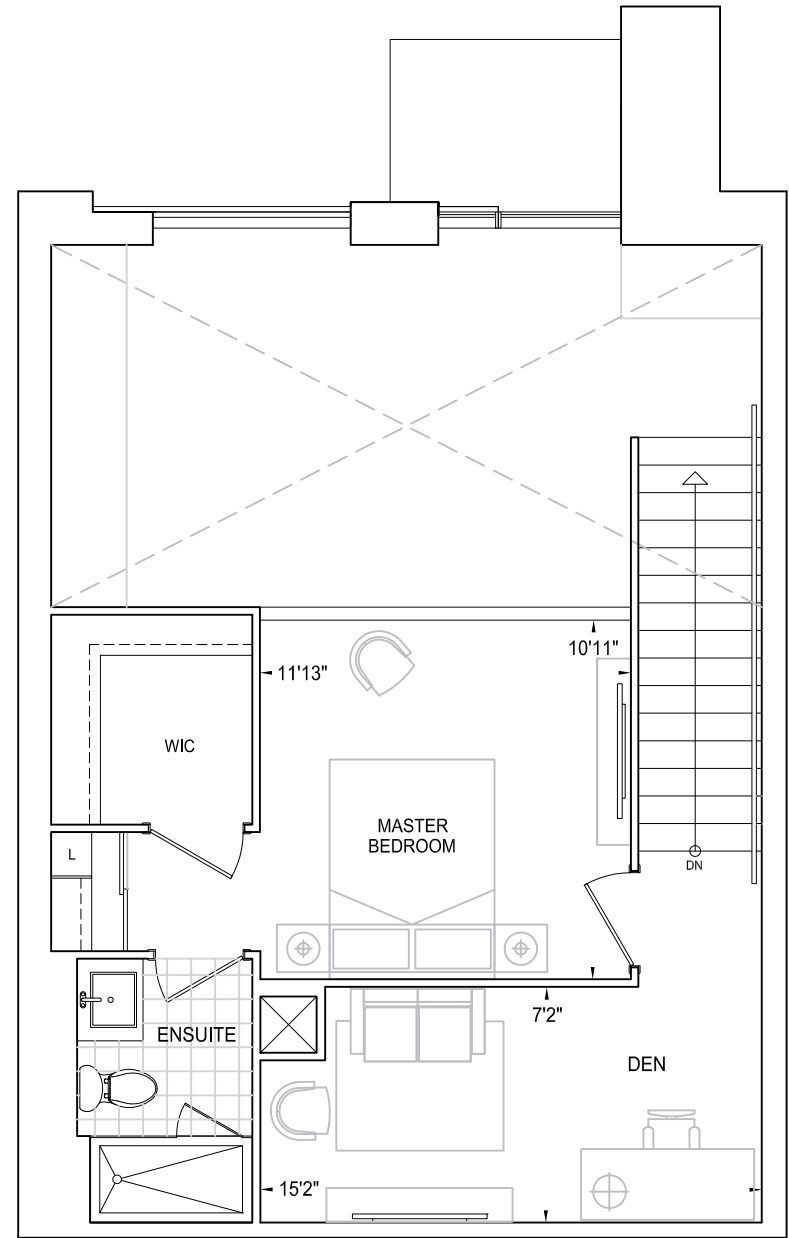 10'11"
11'13"
WIC
MASTER
BEDROOM
L
DN
7'2"
ENSUITE
DEN
15'2"